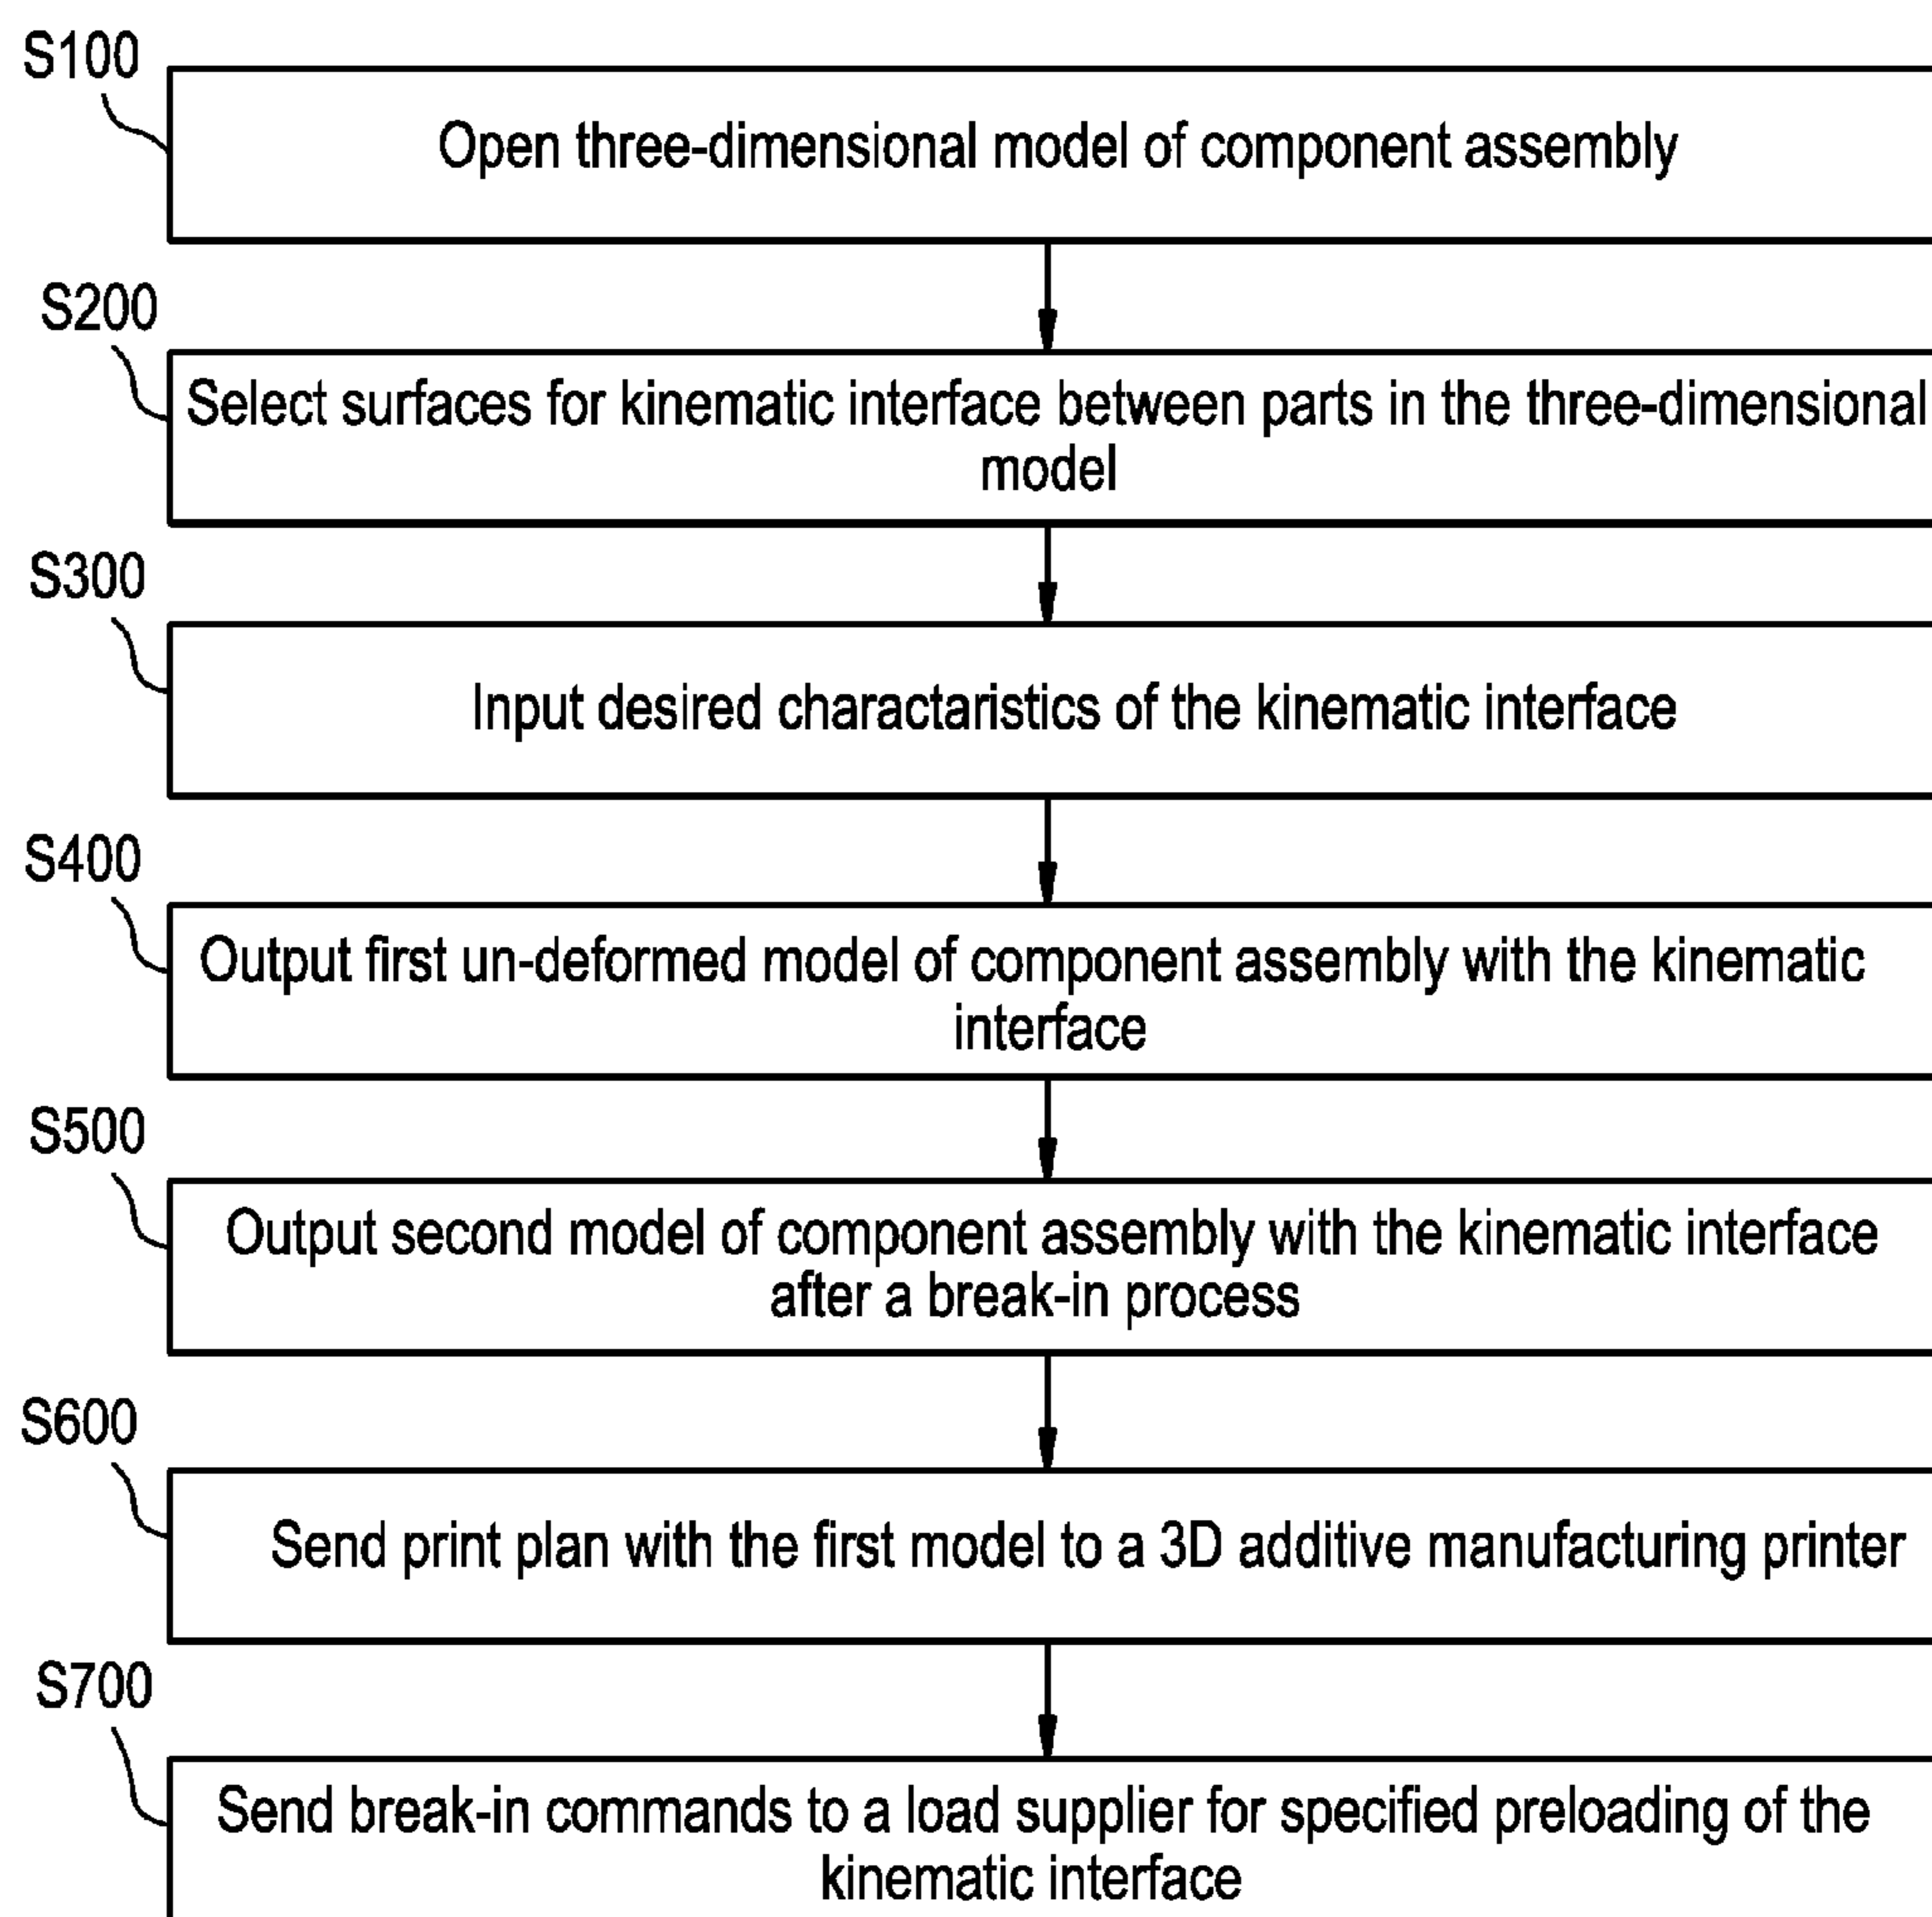 S100
Open three-dimensional model of component assembly
S200
Select surfaces for kinematic interface between parts in the three-dimensional
model
S300
Input desired charactaristics of the kinematic interface
S400
Output first un-deformed model of component assembly with the kinematic
interface
S500
Output second model of component assembly with the kinematic interface
after a break-in process
S600
Send print plan with the first model to a 3D additive manufacturing printer
S700
Send break-in commands to a load supplier for specified preloading of the
kinematic interface